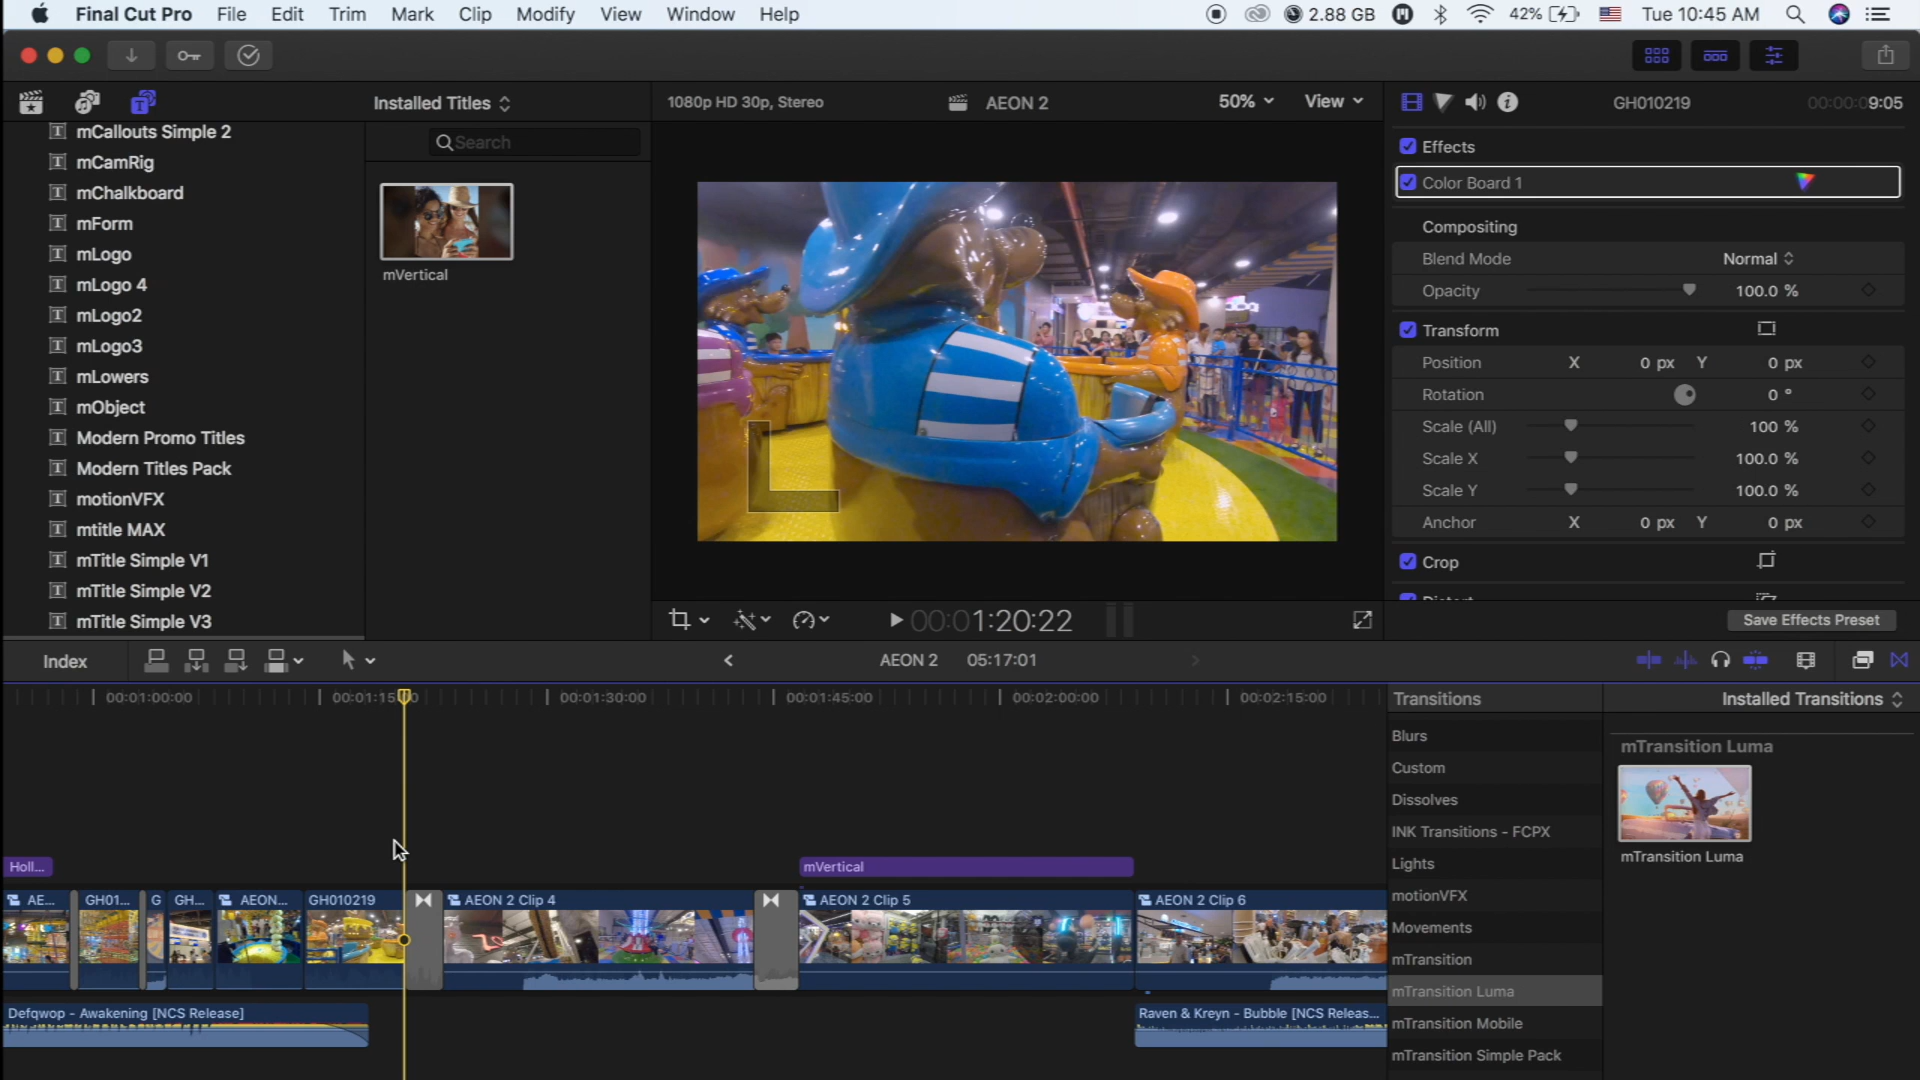 Final Cut Pro File Edit Trim Mark Clip Modify View Window Help 2.88 GB 42% Tue 10:45 AM
Installed Titles
1080p HD 30p, Stereo AEON 2 50% View
GH010219 00:00:09:05
mCallouts Simple 2
mCamRig
mChalkboard
mForm
mLogo
mLogo 4
mLogo2
mLogo3
mLowers
mObject
Modern Promo Titles
Modern Titles Pack
motionVFX
mtitle MAX
mTitle Simple V1
mTitle Simple V2
mTitle Simple V3
Search
mVertical
Effects
Color Board 1
Compositing
Blend Mode Normal
Opacity 100.0 %
Transform
Position X 0 px Y 0 px
Rotation 0 °
Scale (All) 100 %
Scale X 100.0 %
Scale Y 100.0 %
Anchor X 0 px Y 0 px
Crop
Distort
Save Effects Preset
00:01:20:22
Index
AEON 2 05:17:01
00:01:00:00 00:01:15:00 00:01:30:00 00:01:45:00 00:02:00:00 00:02:15:00
Holl...
mVertical
AE... GH01... G GH... AEON... GH010219 AEON 2 Clip 4 AEON 2 Clip 5 AEON 2 Clip 6
Defqwop - Awakening [NCS Release]
Raven & Kreyn - Bubble [NCS Releas...
Transitions
Blurs
Custom
Dissolves
INK Transitions - FCPX
Lights
motionVFX
Movements
mTransition
mTransition Luma
mTransition Mobile
mTransition Simple Pack
Installed Transitions
mTransition Luma
mTransition Luma